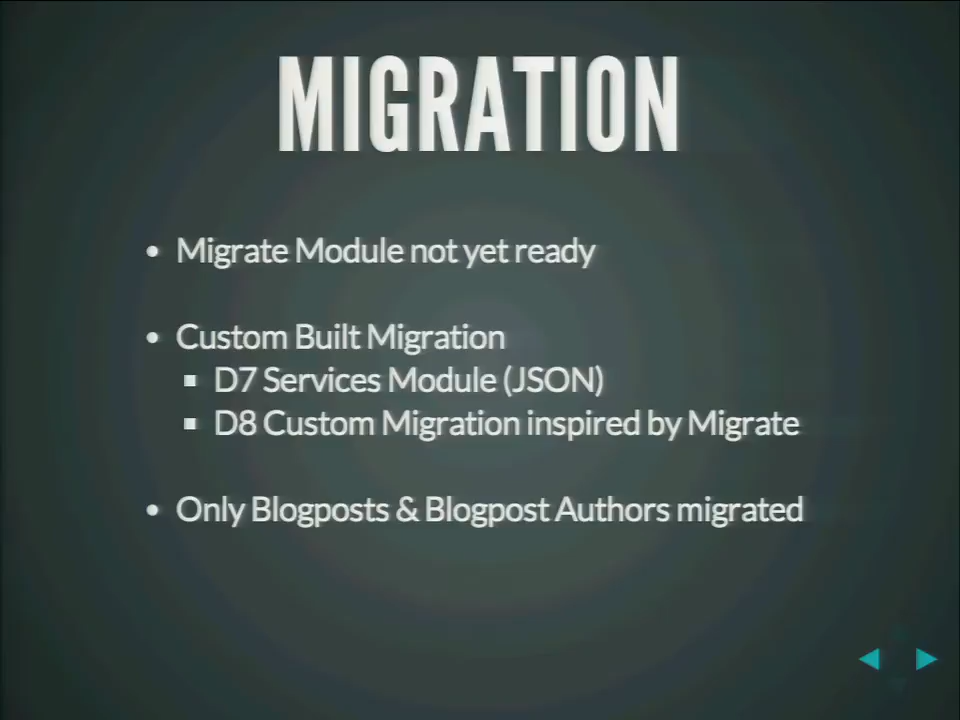 MIGRATION
• Migrate Module not yet ready
• Custom Built Migration
▪ D7 Services Module (JSON)
▪ D8 Custom Migration inspired by Migrate
• Only Blogposts & Blogpost Authors migrated